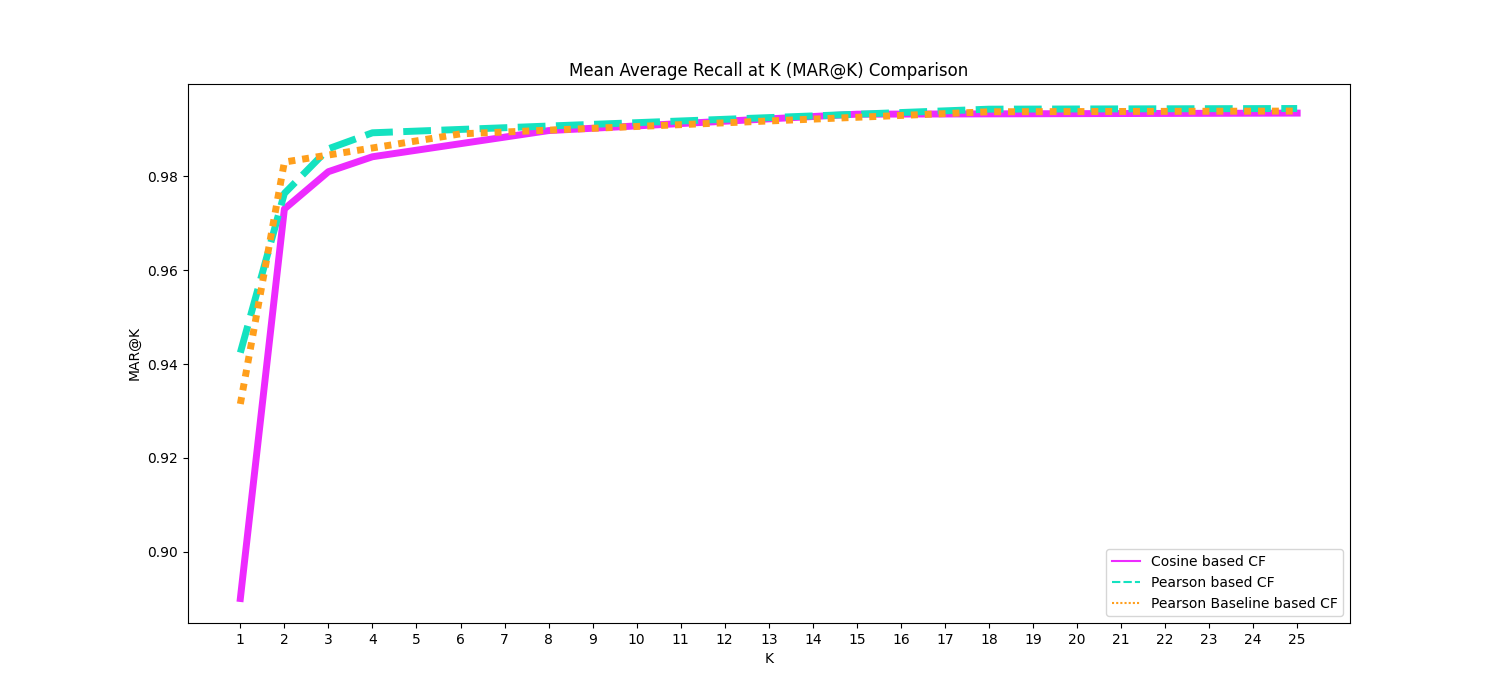 Mean Average Recall at K (MAR@K) Comparison
MAR@K
0.98
0.96
0.94
0.92
0.90
Cosine based CF
Pearson based CF
Pearson Baseline based CF
1 2 3 4 5 6 7 8 9 10 11 12 13 14 15 16 17 18 19 20 21 22 23 24 25
K